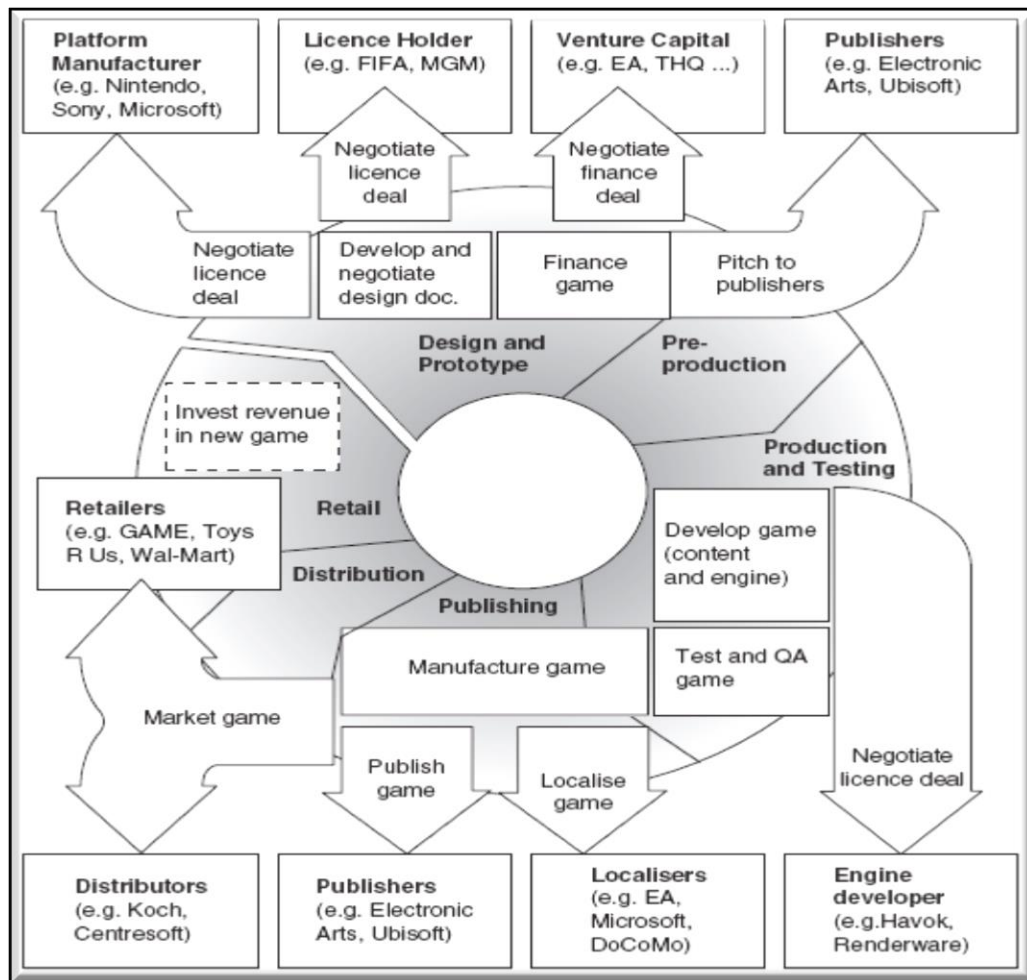 Platform
Manufacturer
(e.g. Nintendo,
Sony, Microsoft)
Licence Holder
(e.g. FIFA, MGM)
Venture Capital
(e.g. EA, THQ ...)
Publishers
(e.g. Electronic
Arts, Ubisoft)
Negotiate
licence
deal
Negotiate
finance
deal
Negotiate
licence
deal
Develop and
negotiate
design doc.
Finance
game
Pitch to
publishers
Design and
Prototype
Pre-
production
Invest revenue
in new game
Production
and Testing
Retailers
(e.g. GAME, Toys
R Us, Wal-Mart)
Retail
Develop game
(content
and engine)
Distribution
Publishing
Manufacture game
Test and QA
game
Market game
Publish
game
Localise
game
Negotiate
licence deal
Distributors
(e.g. Koch,
Centresoft)
Publishers
(e.g. Electronic
Arts, Ubisoft)
Localisers
(e.g. EA,
Microsoft,
DoCoMo)
Engine
developer
(e.g.Havok,
Renderware)